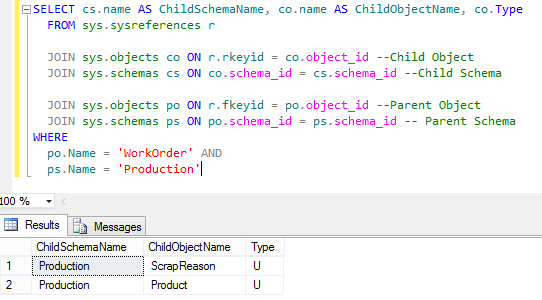 SELECT cs.name AS ChildSchemaName, co.name AS ChildObjectName, co.Type
FROM sys.sysreferences r
JOIN sys.objects co ON r.rkeyid = co.object_id --Child Object
JOIN sys.schemas cs ON co.schema_id = cs.schema_id --Child Schema
JOIN sys.objects po ON r.fkeyid = po.object_id --Parent Object
JOIN sys.schemas ps ON po.schema_id = ps.schema_id -- Parent Schema
WHERE
po.Name = 'WorkOrder' AND
ps.Name = 'Production'
100 %
Results Messages
ChildSchemaName ChildObjectName Type
1 Production ScrapReason U
2 Production Product U